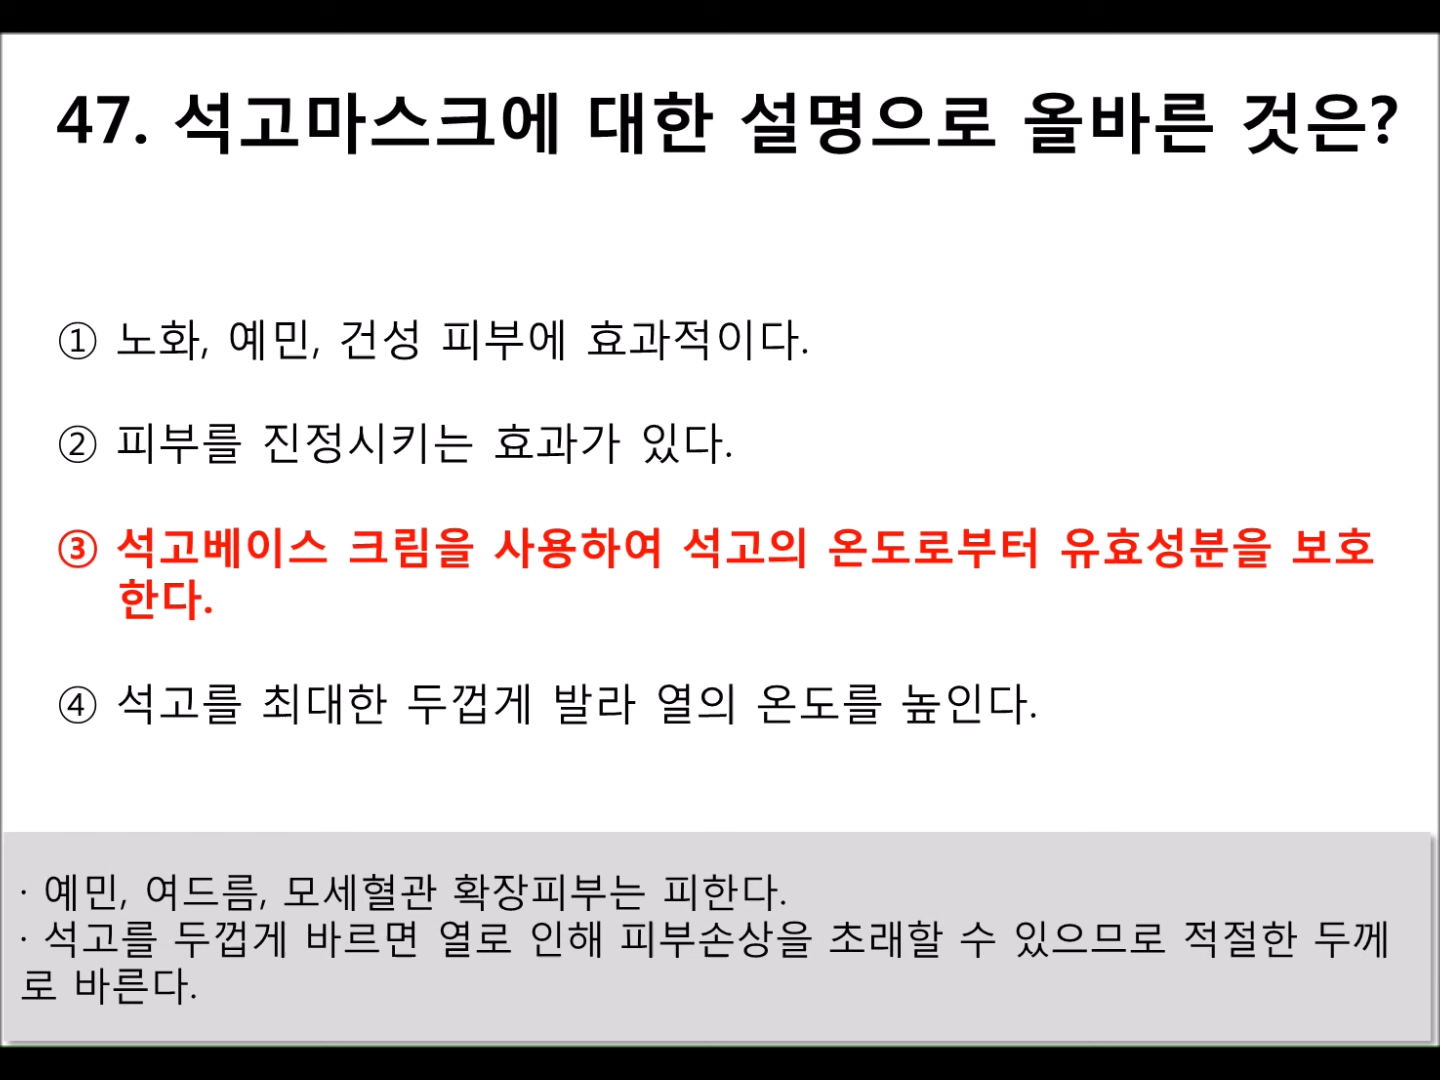 47. 석고마스크에 대한 설명으로 올바른 것은?
① 노화, 예민, 건성 피부에 효과적이다.
② 피부를 진정시키는 효과가 있다.
③ 석고베이스 크림을 사용하여 석고의 온도로부터 유효성분을 보호
한다.
④ 석고를 최대한 두껍게 발라 열의 온도를 높인다.
· 예민, 여드름, 모세혈관 확장피부는 피한다.
· 석고를 두껍게 바르면 열로 인해 피부손상을 초래할 수 있으므로 적절한 두께
로 바른다.